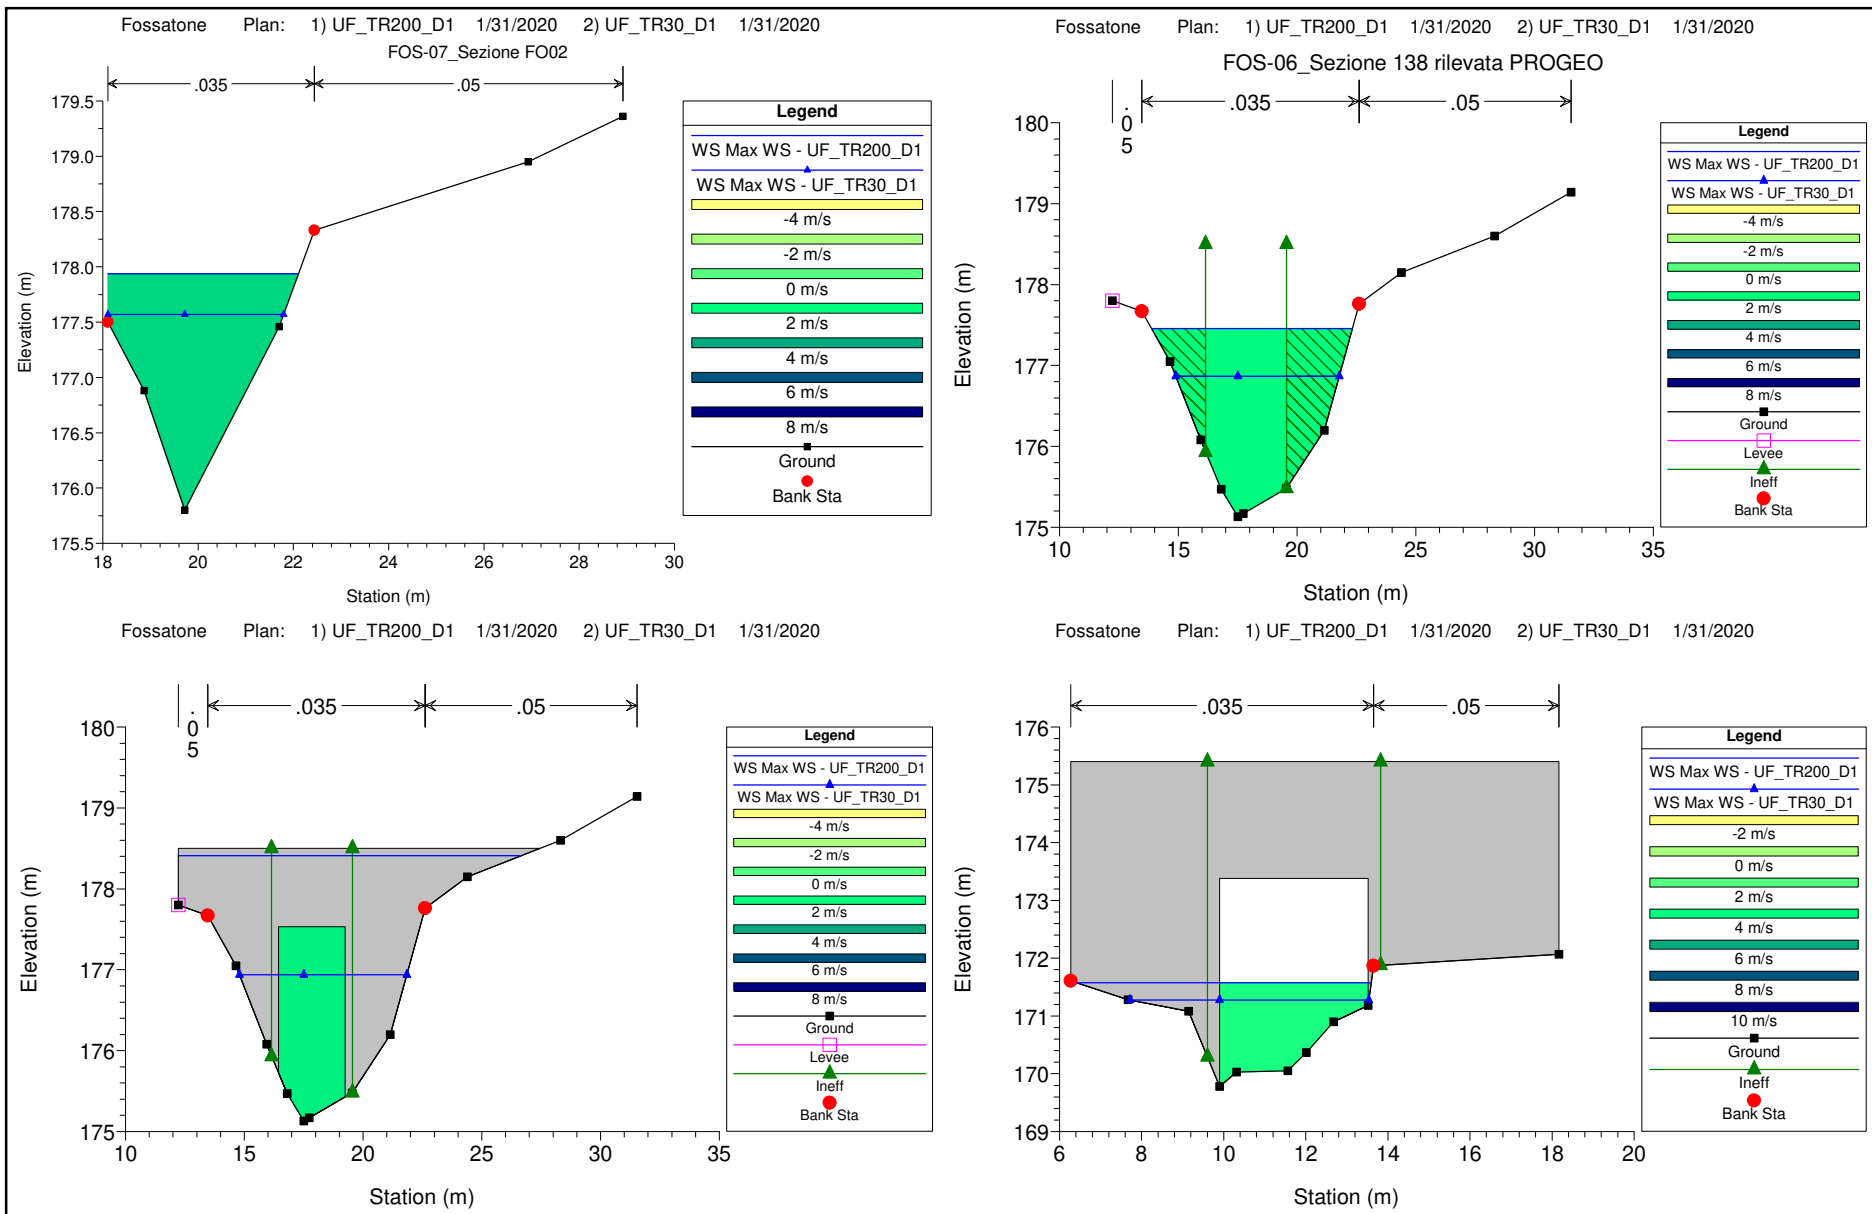 Fossatone Plan: 1) UF_TR200_D1 1/31/2020 2) UF_TR30_D1 1/31/2020
FOS-07_Sezione FO02
.035 .05
179.5
179.0
178.5
178.0
177.5
177.0
176.5
176.0
175.5
18 20 22 24 26 28 30
Elevation (m)
Station (m)
Legend
WS Max WS - UF_TR200_D1
WS Max WS - UF_TR30_D1
-4 m/s
-2 m/s
0 m/s
2 m/s
4 m/s
6 m/s
8 m/s
Ground
Bank Sta
Fossatone Plan: 1) UF_TR200_D1 1/31/2020 2) UF_TR30_D1 1/31/2020
FOS-06_Sezione 138 rilevata PROGEO
.05 .035 .05
180
179
178
177
176
175
10 15 20 25 30 35
Elevation (m)
Station (m)
Legend
WS Max WS - UF_TR200_D1
WS Max WS - UF_TR30_D1
-4 m/s
-2 m/s
0 m/s
2 m/s
4 m/s
6 m/s
8 m/s
Ground
Levee
Ineff
Bank Sta
Fossatone Plan: 1) UF_TR200_D1 1/31/2020 2) UF_TR30_D1 1/31/2020
.05 .035 .05
180
179
178
177
176
175
10 15 20 25 30 35
Elevation (m)
Station (m)
Legend
WS Max WS - UF_TR200_D1
WS Max WS - UF_TR30_D1
-4 m/s
-2 m/s
0 m/s
2 m/s
4 m/s
6 m/s
8 m/s
Ground
Levee
Ineff
Bank Sta
Fossatone Plan: 1) UF_TR200_D1 1/31/2020 2) UF_TR30_D1 1/31/2020
.035 .05
176
175
174
173
172
171
170
169
6 8 10 12 14 16 18 20
Elevation (m)
Station (m)
Legend
WS Max WS - UF_TR200_D1
WS Max WS - UF_TR30_D1
-2 m/s
0 m/s
2 m/s
4 m/s
6 m/s
8 m/s
10 m/s
Ground
Ineff
Bank Sta